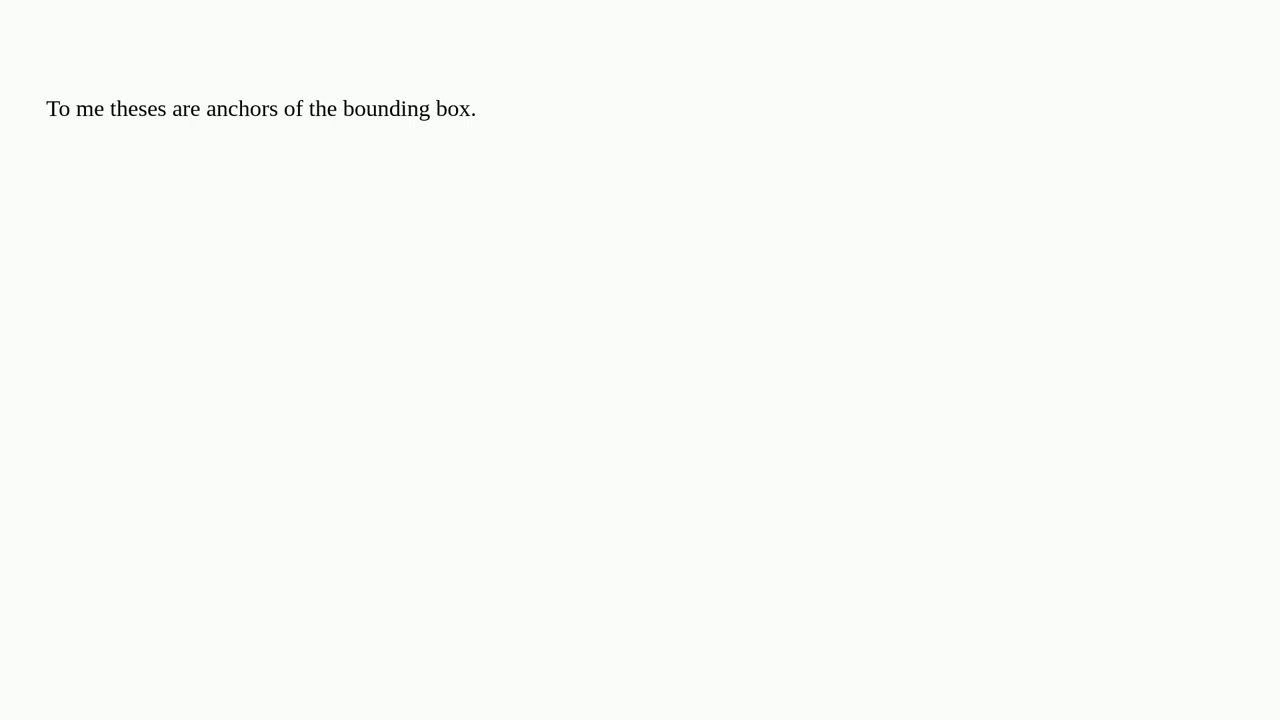 To me theses are anchors of the bounding box.